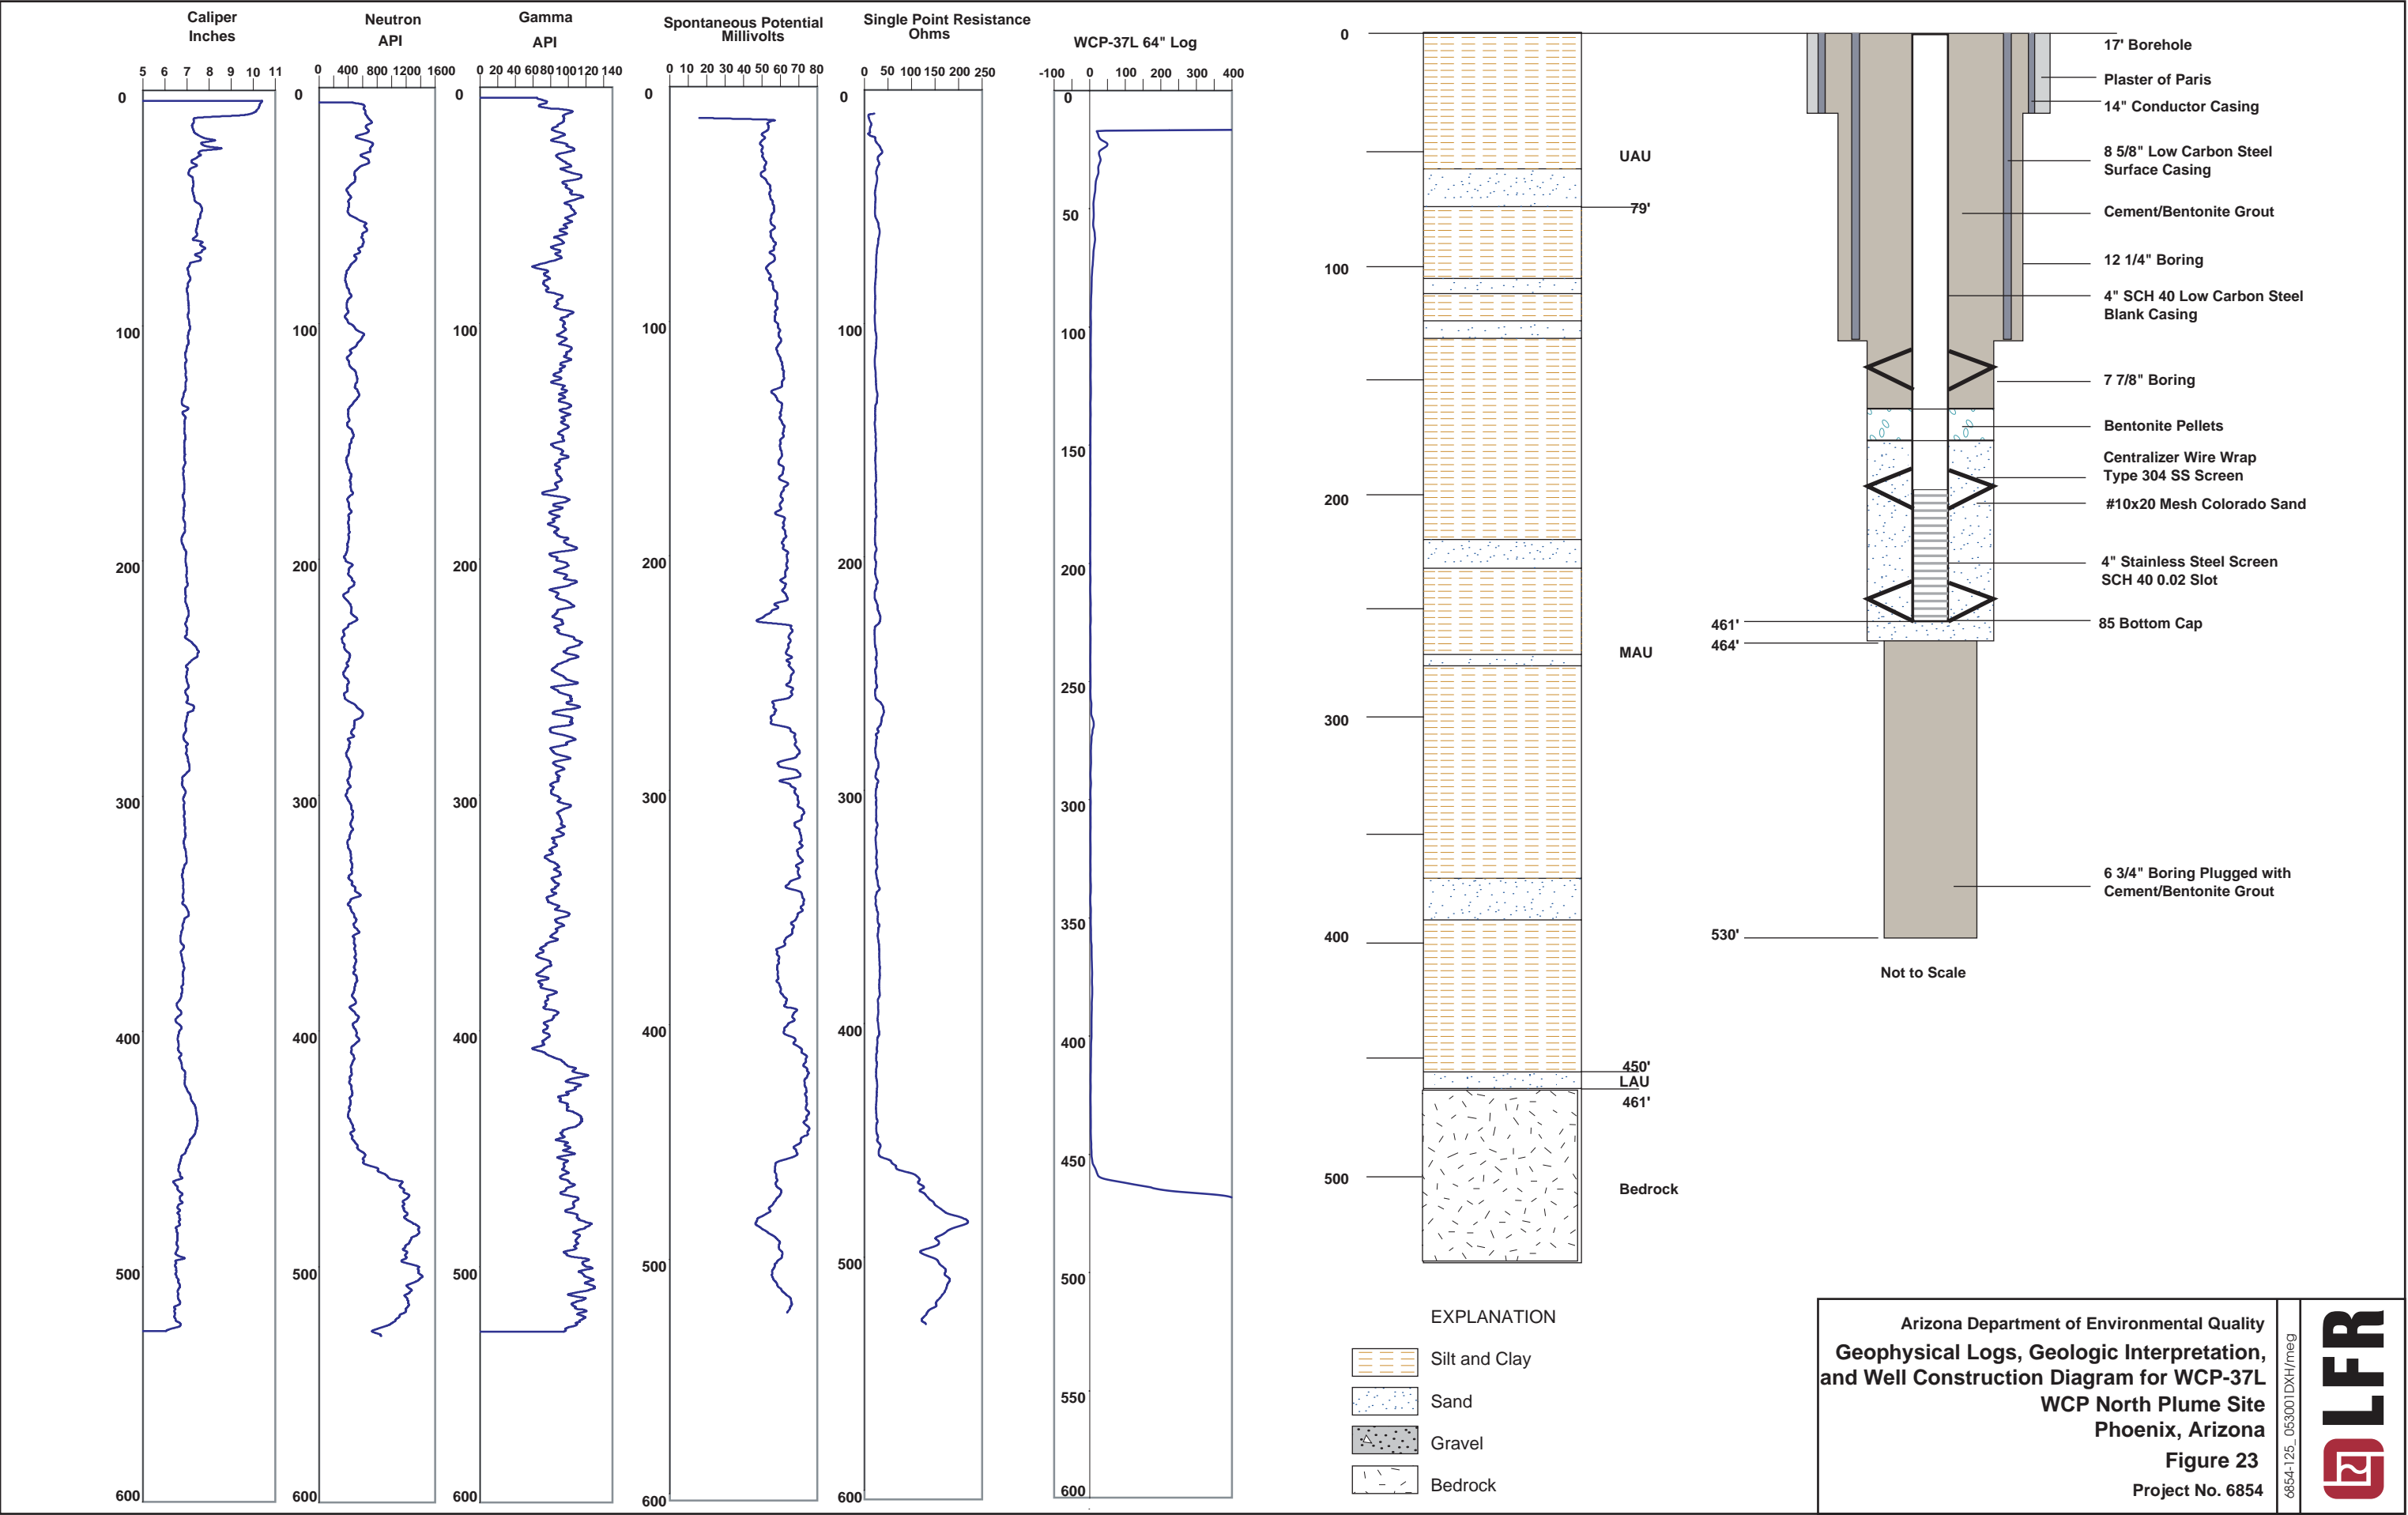 Caliper
Inches
5 6 7 8 9 10 11
0
100
200
300
400
500
600
Neutron
API
0 400 800 1200 1600
0
100
200
300
400
500
600
Gamma
API
0 20 40 60 80 100 120 140
0
100
200
300
400
500
600
Spontaneous Potential
Millivolts
0 10 20 30 40 50 60 70 80
0
100
200
300
400
500
600
Single Point Resistance
Ohms
0 50 100 150 200 250
0
100
200
300
400
500
600
WCP-37L 64" Log
-100 0 100 200 300 400
0
50
100
150
200
250
300
350
400
450
500
550
600
0
100
200
300
400
500
UAU
79'
MAU
450'
LAU
461'
Bedrock
17' Borehole
Plaster of Paris
14" Conductor Casing
8 5/8" Low Carbon Steel
Surface Casing
Cement/Bentonite Grout
12 1/4" Boring
4" SCH 40 Low Carbon Steel
Blank Casing
7 7/8" Boring
Bentonite Pellets
Centralizer Wire Wrap
Type 304 SS Screen
#10x20 Mesh Colorado Sand
4" Stainless Steel Screen
SCH 40 0.02 Slot
461'
85 Bottom Cap
464'
6 3/4" Boring Plugged with
Cement/Bentonite Grout
530'
Not to Scale
EXPLANATION
Silt and Clay
Sand
Gravel
Bedrock
Arizona Department of Environmental Quality
Geophysical Logs, Geologic Interpretation,
and Well Construction Diagram for WCP-37L
WCP North Plume Site
Phoenix, Arizona
Figure 23
Project No. 6854
6854-125_053001DXH/meg
LFR